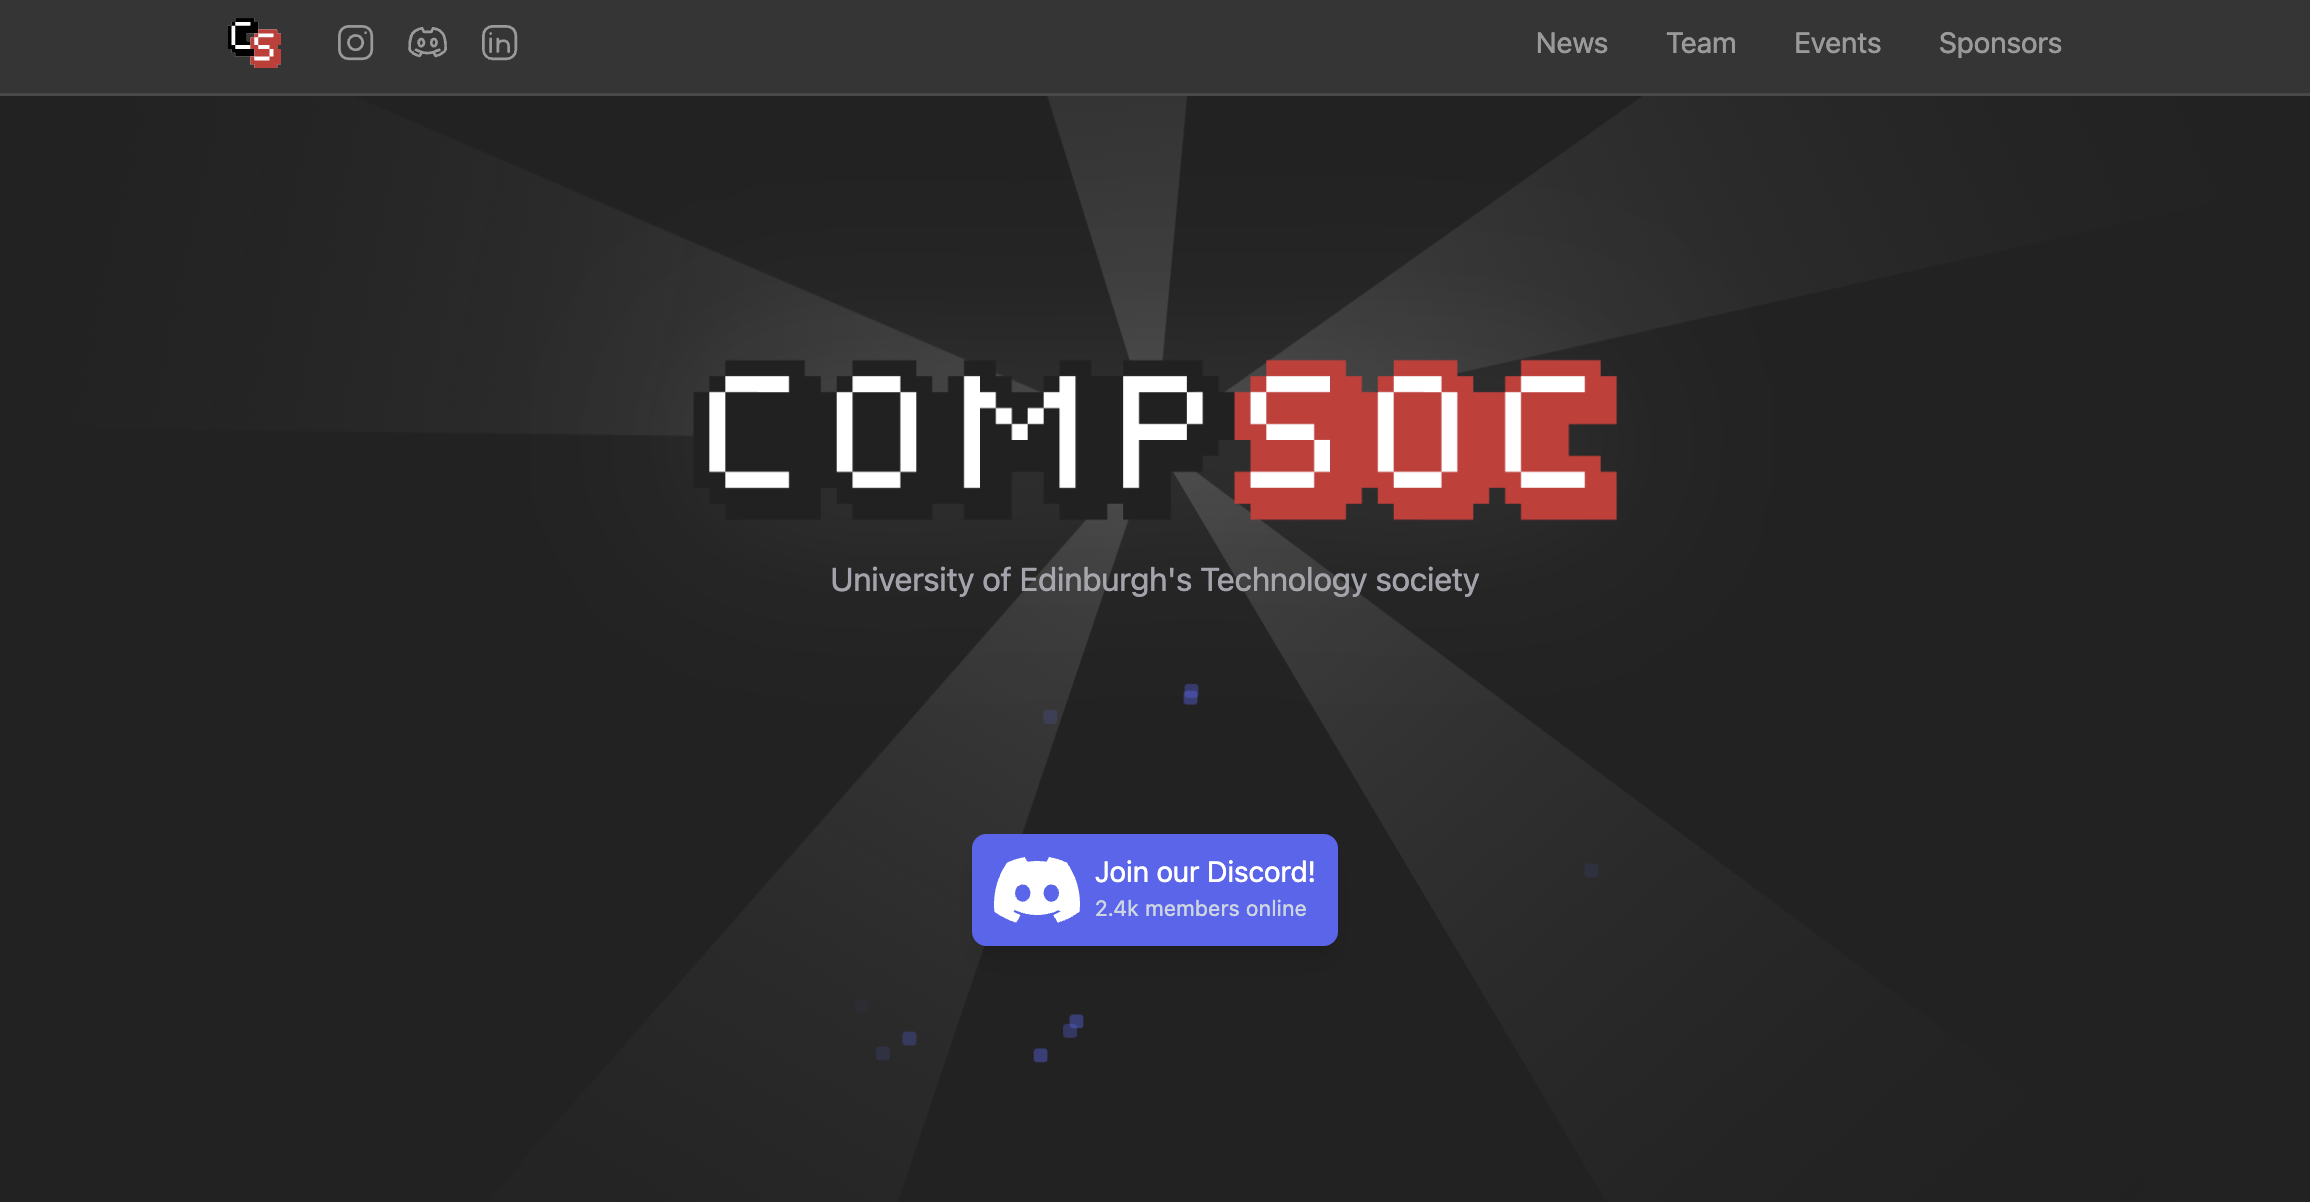 CS
News Team Events Sponsors
COMPSOC
University of Edinburgh's Technology society
Join our Discord!
2.4k members online